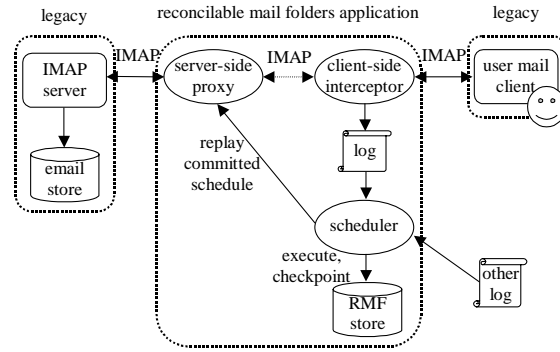 legacy
reconcilable mail folders application
legacy
IMAP
server
IMAP
server-side
proxy
IMAP
client-side
interceptor
IMAP
user mail
client
email
store
replay
committed
schedule
log
scheduler
execute,
checkpoint
RMF
store
other
log